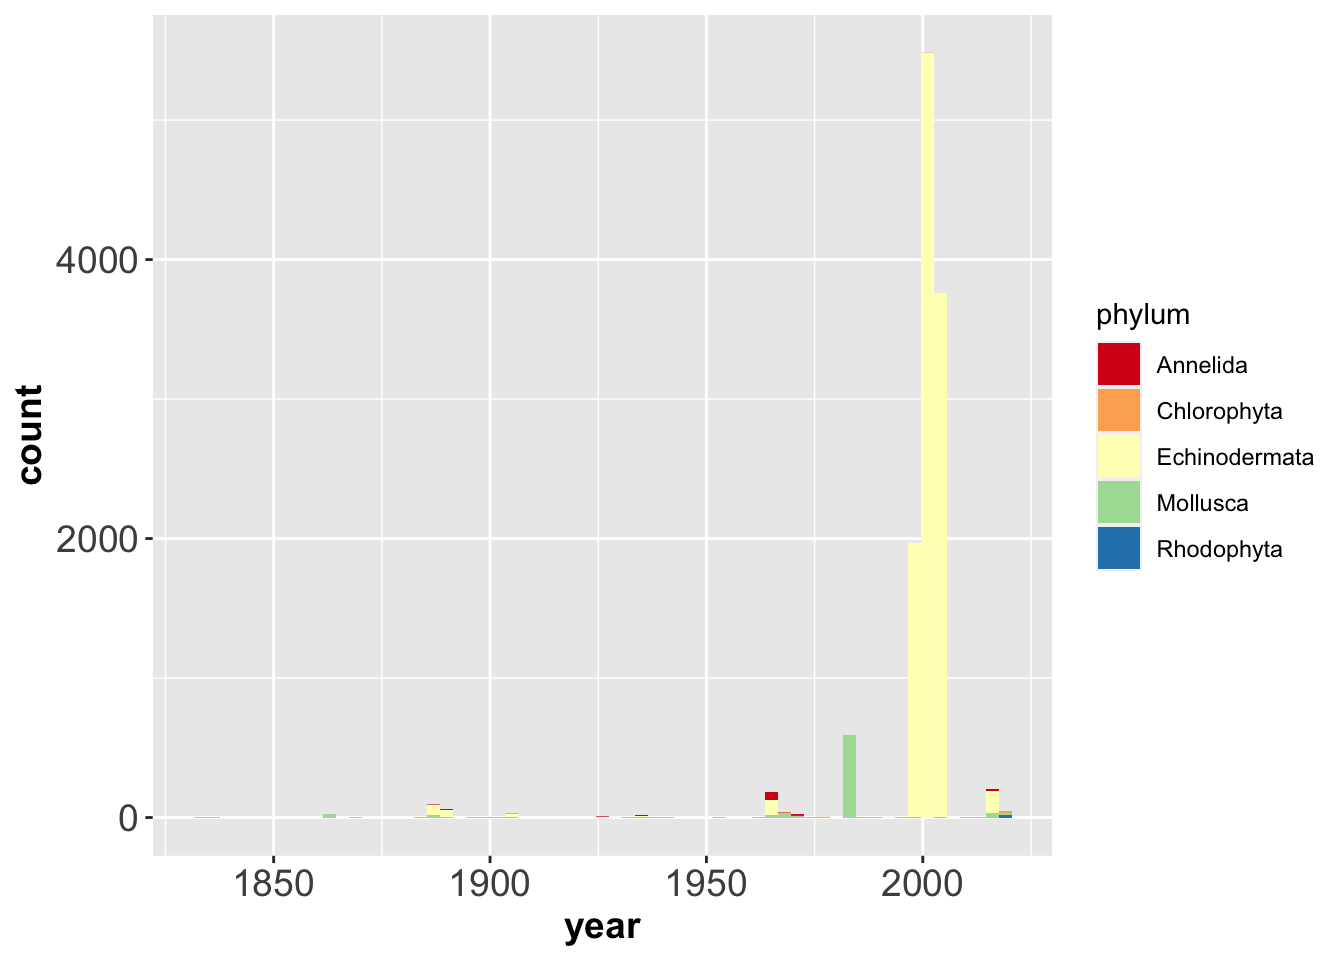 4000
2000
0
count
1850 1900 1950 2000
year
phylum
Annelida
Chlorophyta
Echinodermata
Mollusca
Rhodophyta